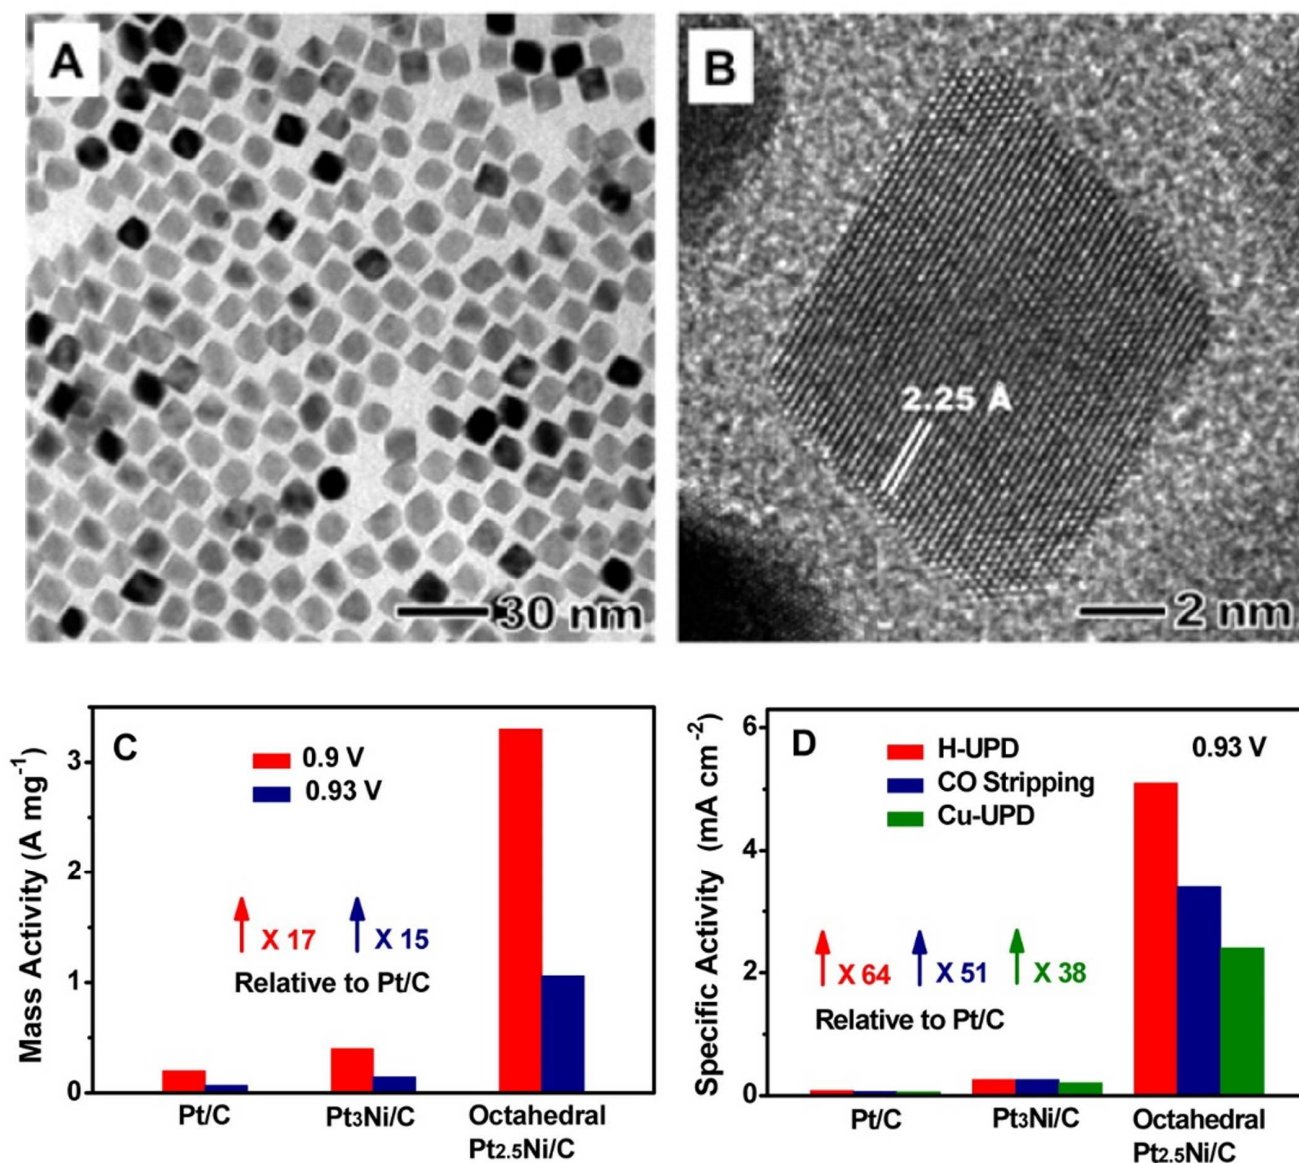 A
30 nm
B
2.25 Å
2 nm
C
0.9 V
0.93 V
Mass Activity (A mg⁻¹)
3
2
1
0
X 17
X 15
Relative to Pt/C
Pt/C
Pt₃Ni/C
Octahedral
Pt₂.₅Ni/C
D
H-UPD
CO Stripping
Cu-UPD
0.93 V
Specific Activity (mA cm⁻²)
6
4
2
0
X 64
X 51
X 38
Relative to Pt/C
Pt/C
Pt₃Ni/C
Octahedral
Pt₂.₅Ni/C